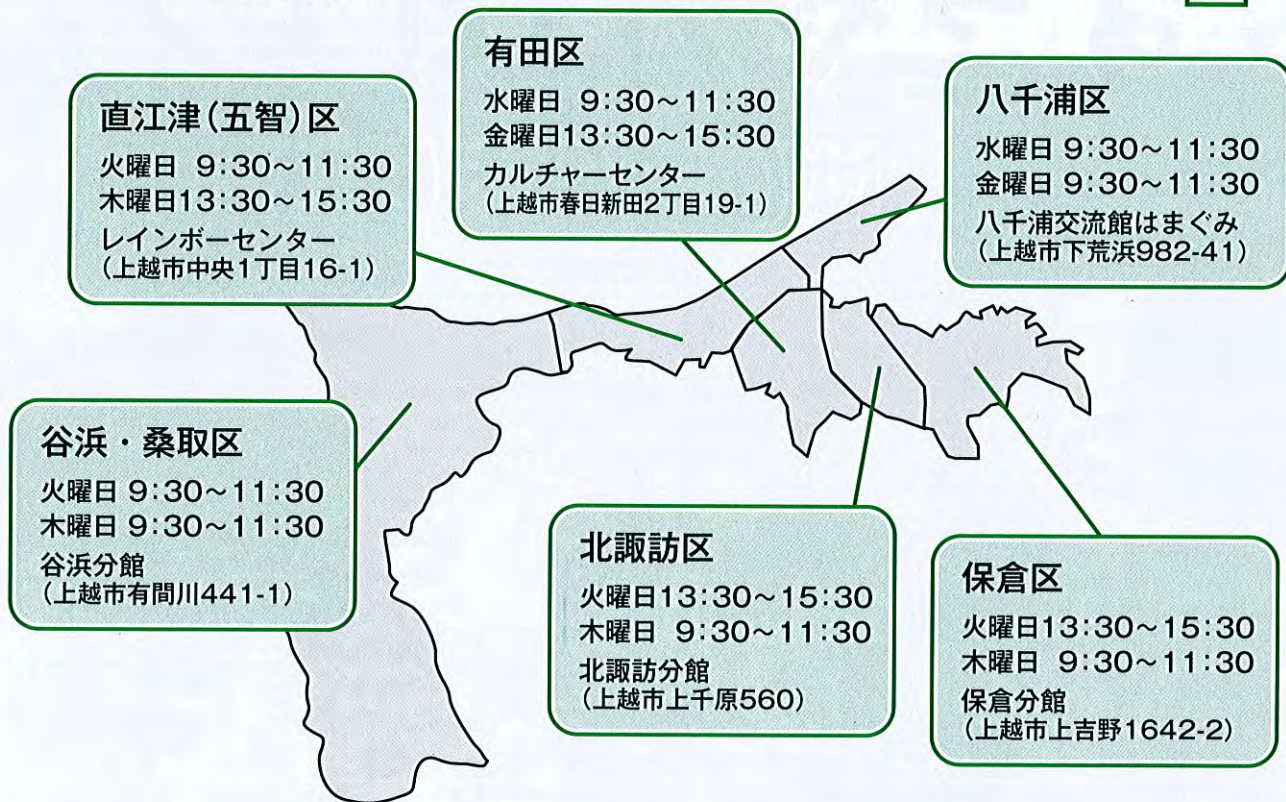 直江津(五智)区
火曜日 9:30～11:30
木曜日13:30～15:30
レインボーセンター
(上越市中央1丁目16-1)
有田区
水曜日 9:30～11:30
金曜日13:30～15:30
カルチャーセンター
(上越市春日新田2丁目19-1)
八千浦区
水曜日 9:30～11:30
金曜日 9:30～11:30
八千浦交流館はまぐみ
(上越市下荒浜982-41)
谷浜・桑取区
火曜日 9:30～11:30
木曜日 9:30～11:30
谷浜分館
(上越市有間川441-1)
北諏訪区
火曜日13:30～15:30
木曜日 9:30～11:30
北諏訪分館
(上越市上千原560)
保倉区
火曜日13:30～15:30
木曜日 9:30～11:30
保倉分館
(上越市上吉野1642-2)